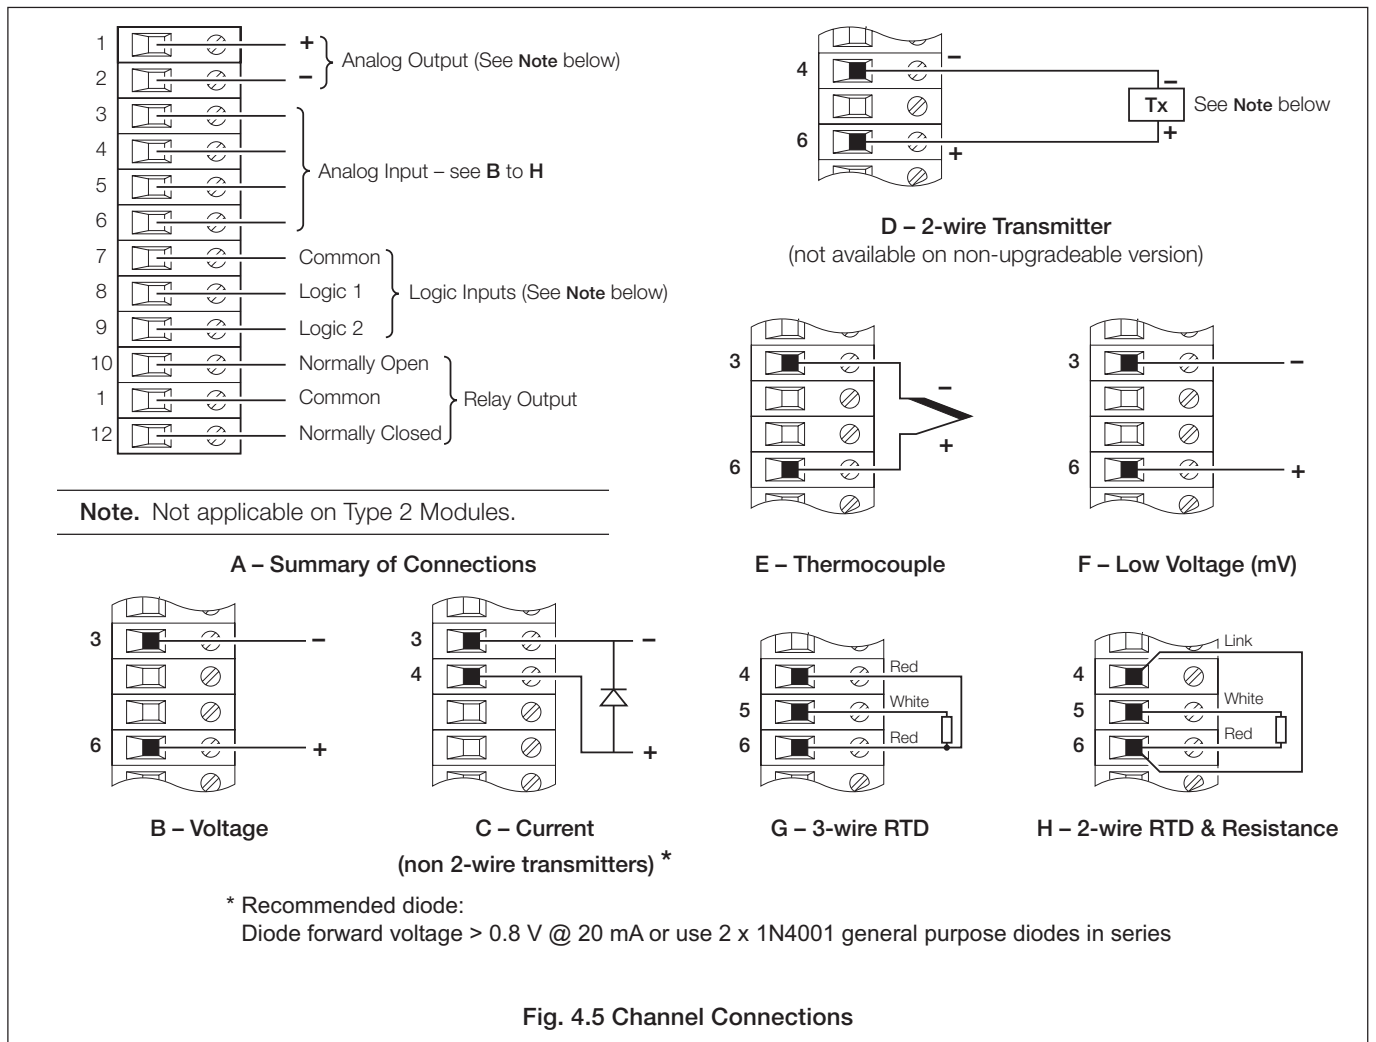 1 + Analog Output (See Note below)
2 –
3
4
Analog Input – see B to H
5
6
7 Common
8 Logic 1 Logic Inputs (See Note below)
9 Logic 2
10 Normally Open
1 Common Relay Output
12 Normally Closed
Note. Not applicable on Type 2 Modules.
A – Summary of Connections
4 –
– Tx + See Note below
6 +
D – 2-wire Transmitter
(not available on non-upgradeable version)
3 –
6 +
E – Thermocouple
3 –
6 +
F – Low Voltage (mV)
3 –
6 +
B – Voltage
3 –
4
+
C – Current
(non 2-wire transmitters) *
4 Red
5 White
6 Red
G – 3-wire RTD
Link
4
5 White
6 Red
H – 2-wire RTD & Resistance
* Recommended diode:
Diode forward voltage > 0.8 V @ 20 mA or use 2 x 1N4001 general purpose diodes in series
Fig. 4.5 Channel Connections